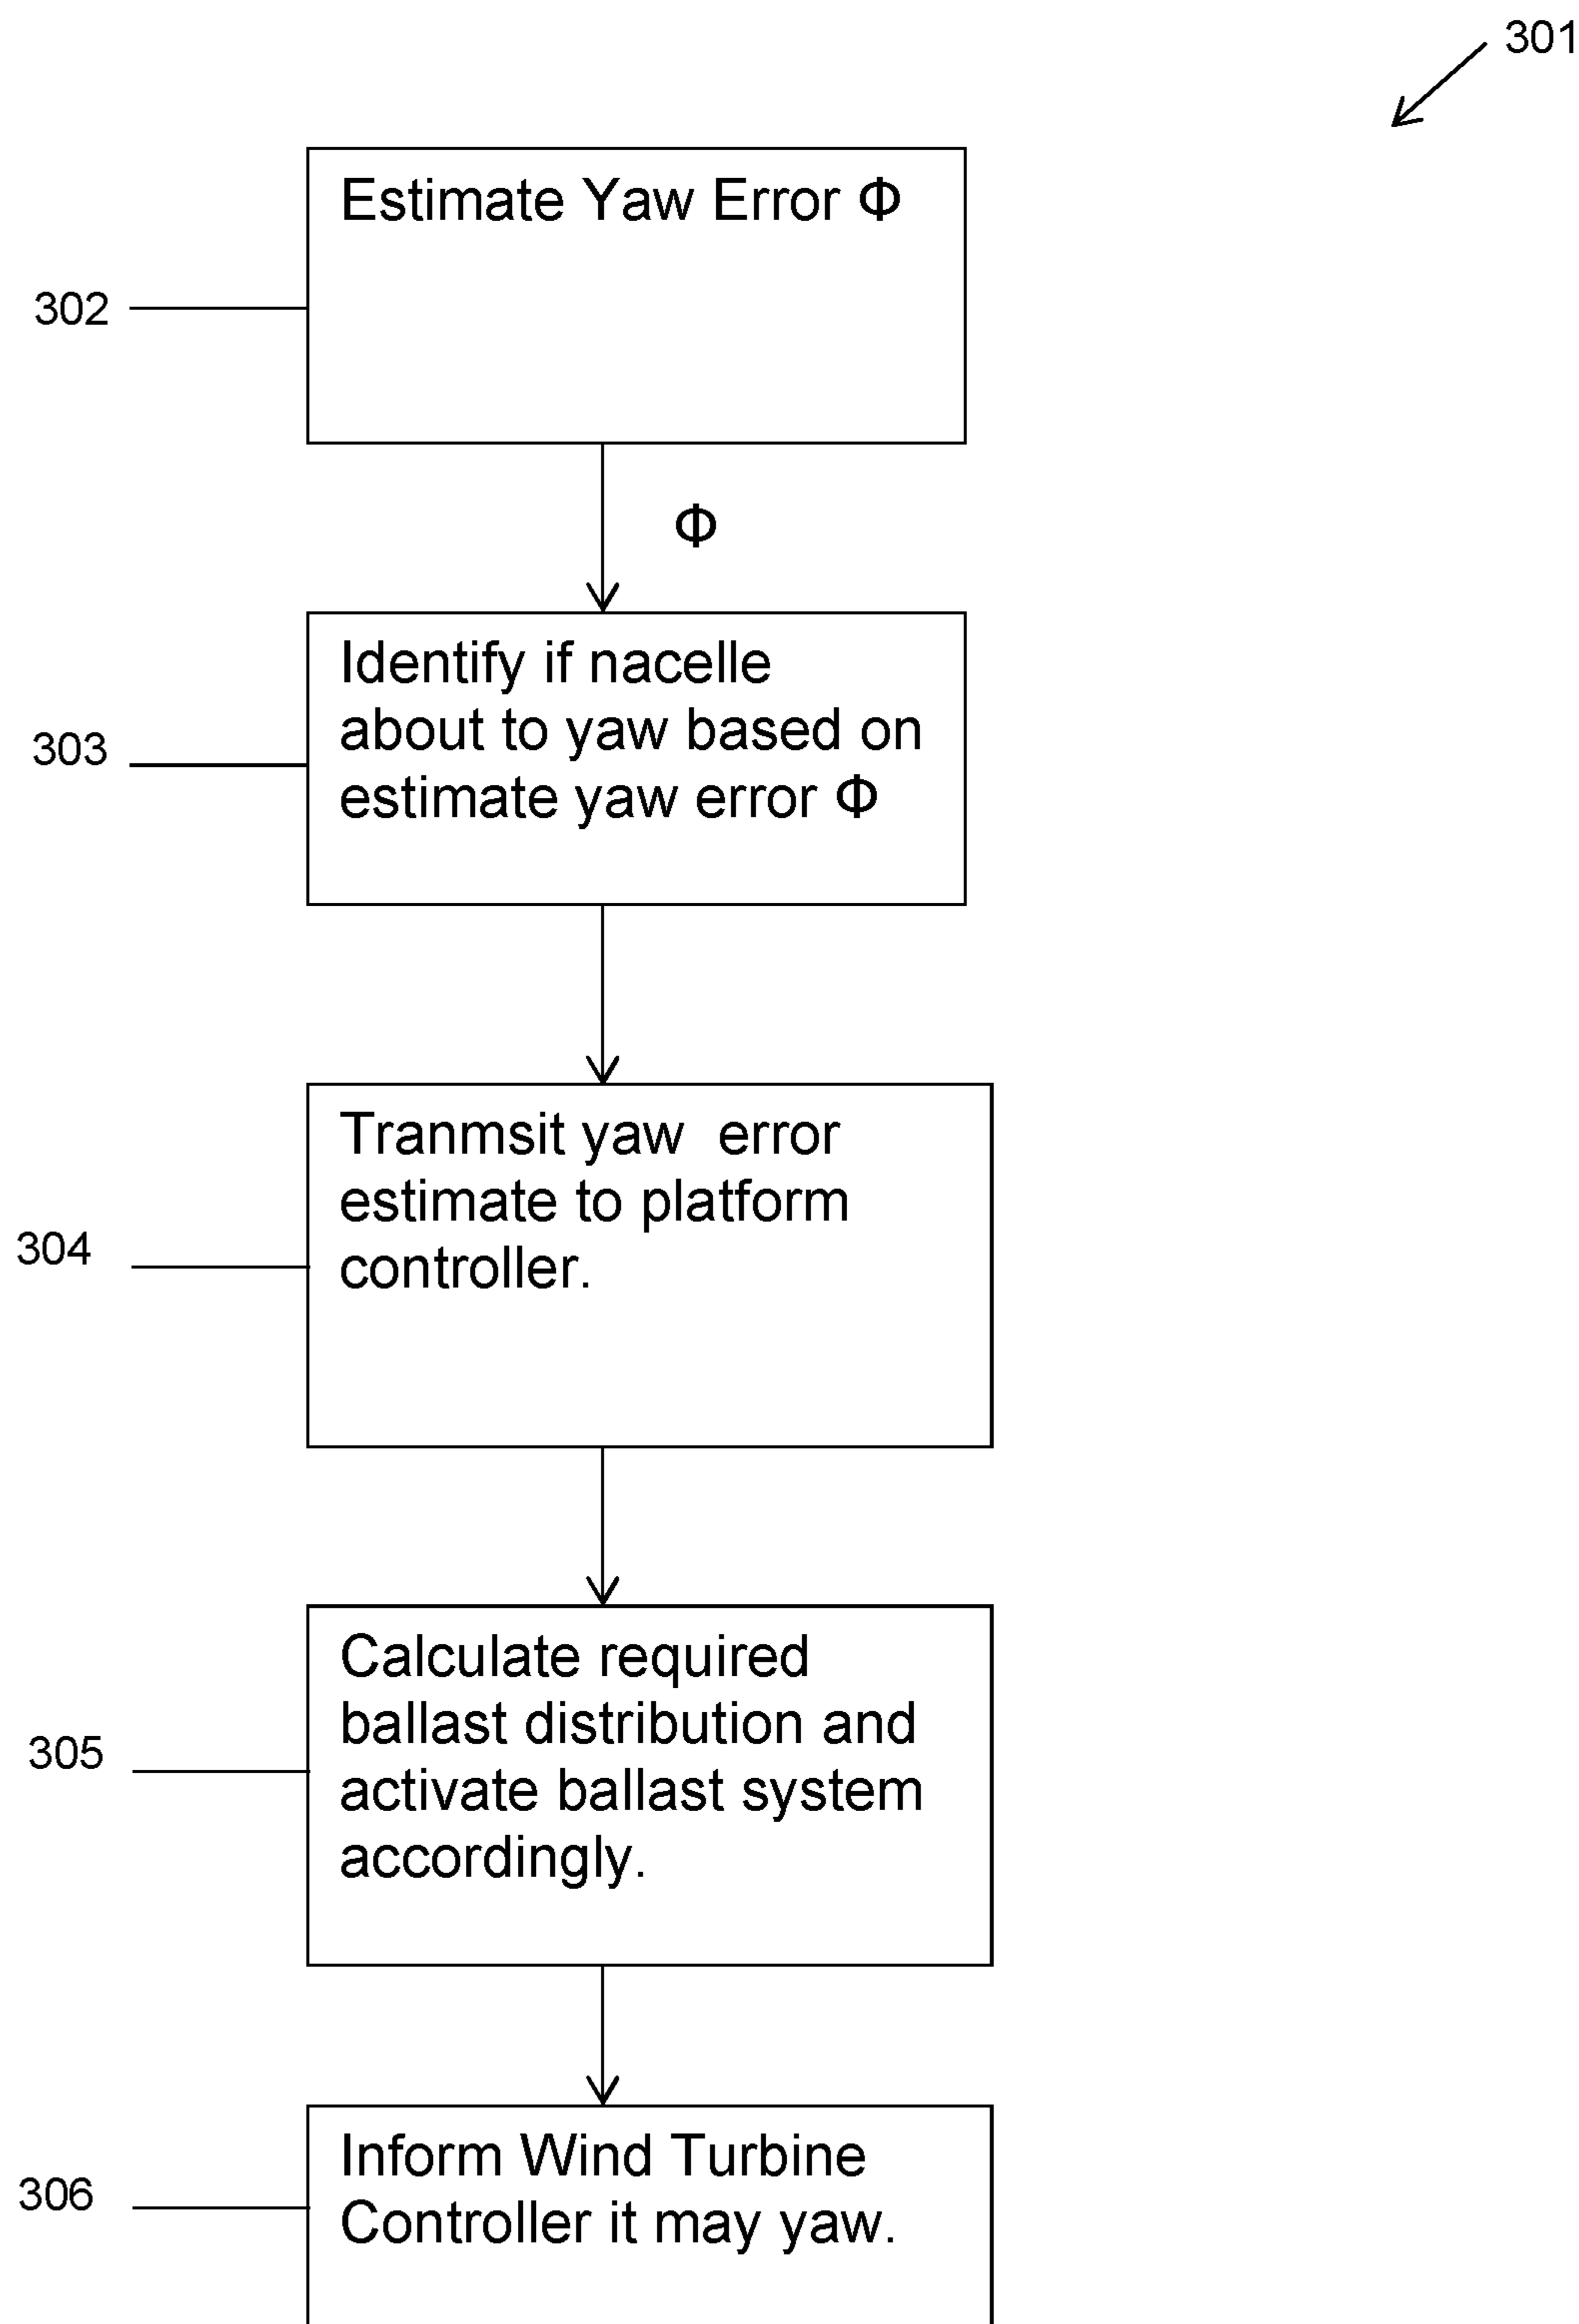 301
Estimate Yaw Error Φ
302
Φ
Identify if nacelle
about to yaw based on
estimate yaw error Φ
303
Tranmsit yaw  error
estimate to platform
controller.
304
Calculate required
ballast distribution and
activate ballast system
accordingly.
305
Inform Wind Turbine
Controller it may yaw.
306